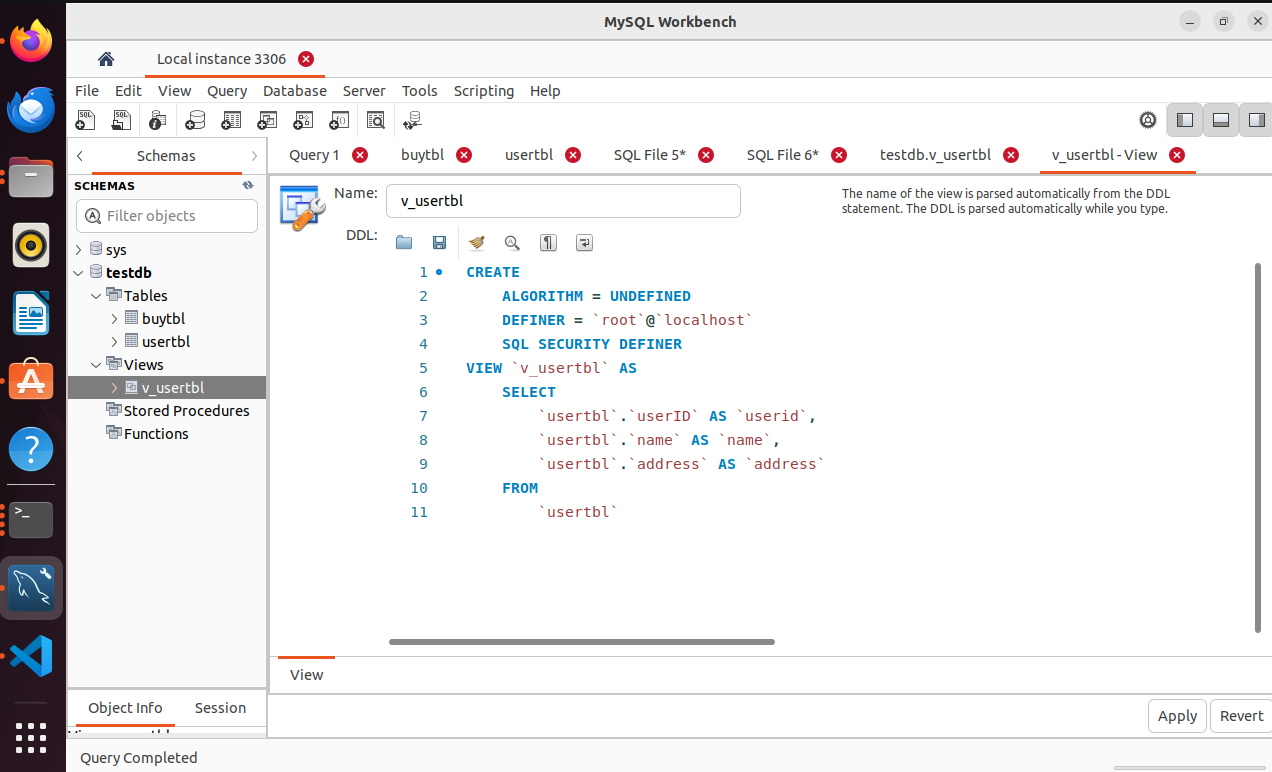 MySQL Workbench
Local instance 3306
File Edit View Query Database Server Tools Scripting Help
Schemas
Query 1 buytbl usertbl SQL File 5* SQL File 6* testdb.v_usertbl v_usertbl - View
SCHEMAS
Filter objects
sys
testdb
Tables
buytbl
usertbl
Views
v_usertbl
Stored Procedures
Functions
Name: v_usertbl
The name of the view is parsed automatically from the DDL
statement. The DDL is parsed automatically while you type.
DDL:
1 CREATE
2 ALGORITHM = UNDEFINED
3 DEFINER = `root`@`localhost`
4 SQL SECURITY DEFINER
5 VIEW `v_usertbl` AS
6 SELECT
7 `usertbl`.`userID` AS `userid`,
8 `usertbl`.`name` AS `name`,
9 `usertbl`.`address` AS `address`
10 FROM
11 `usertbl`
View
Object Info Session
Apply Revert
Query Completed